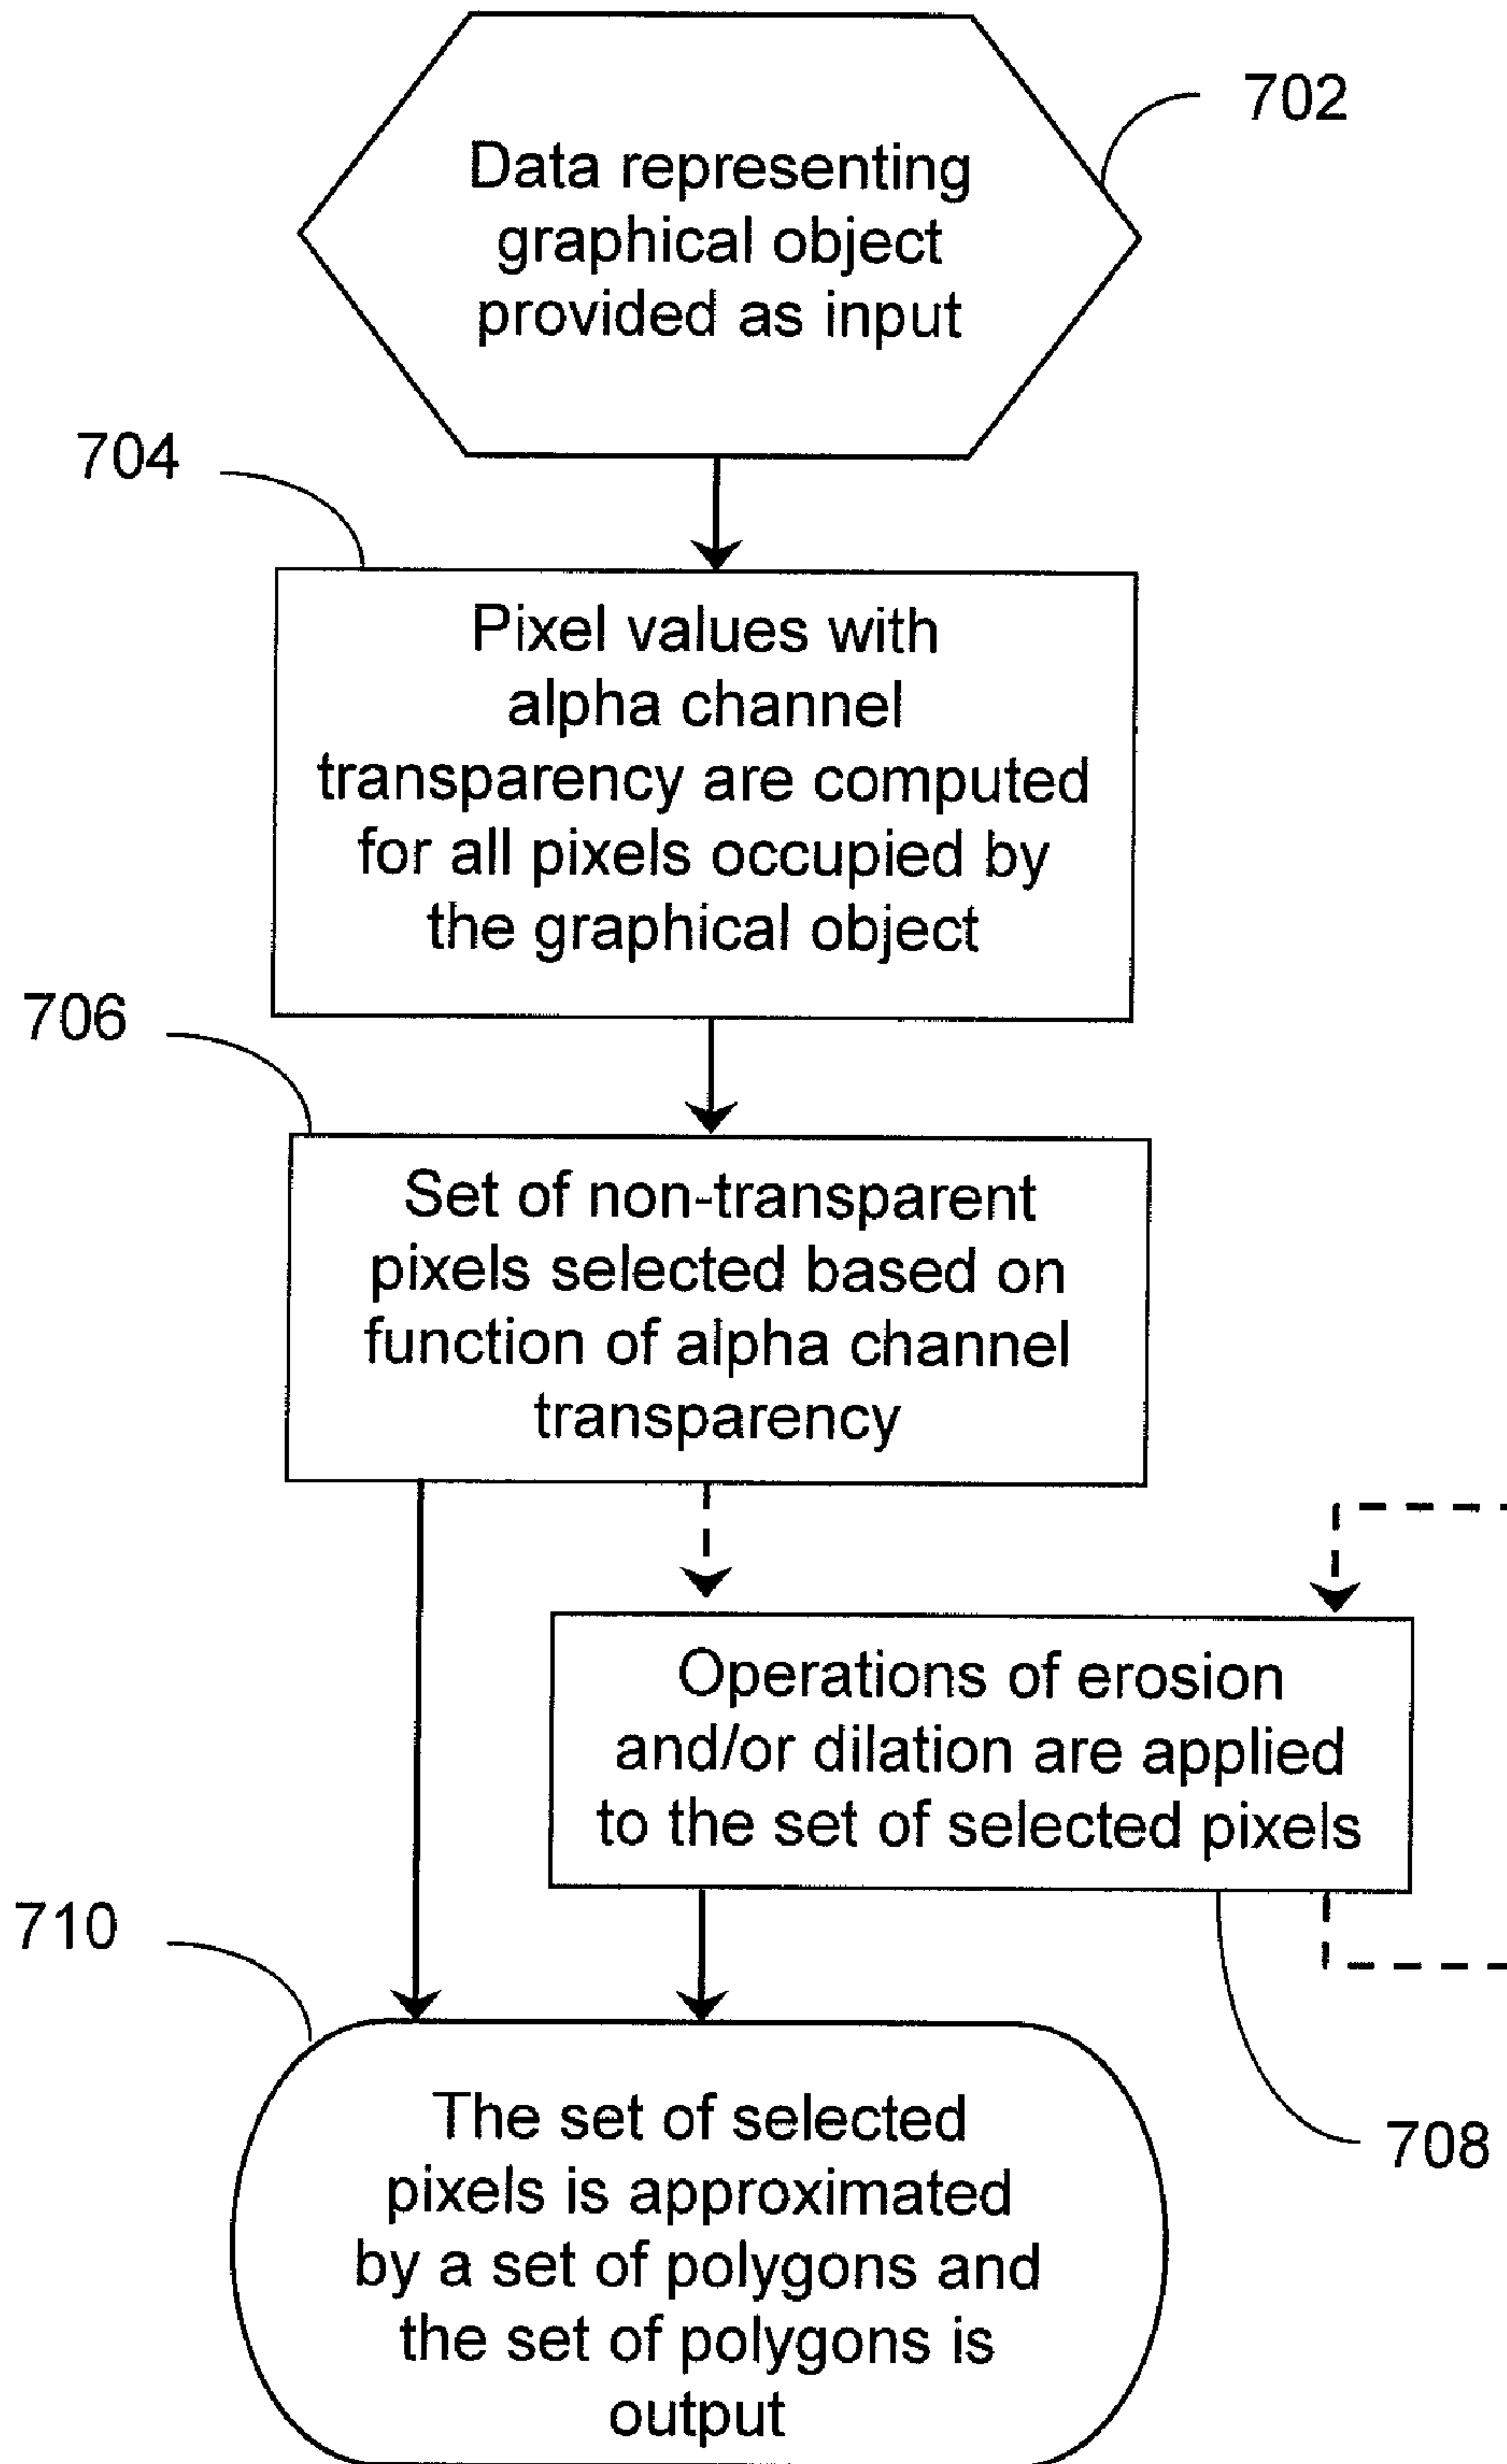 702
Data representing
graphical object
provided as input
704
Pixel values with
alpha channel
transparency are computed
for all pixels occupied by
the graphical object
706
Set of non-transparent
pixels selected based on
function of alpha channel
transparency
Operations of erosion
and/or dilation are applied
to the set of selected pixels
710
708
The set of selected
pixels is approximated
by a set of polygons and
the set of polygons is
output